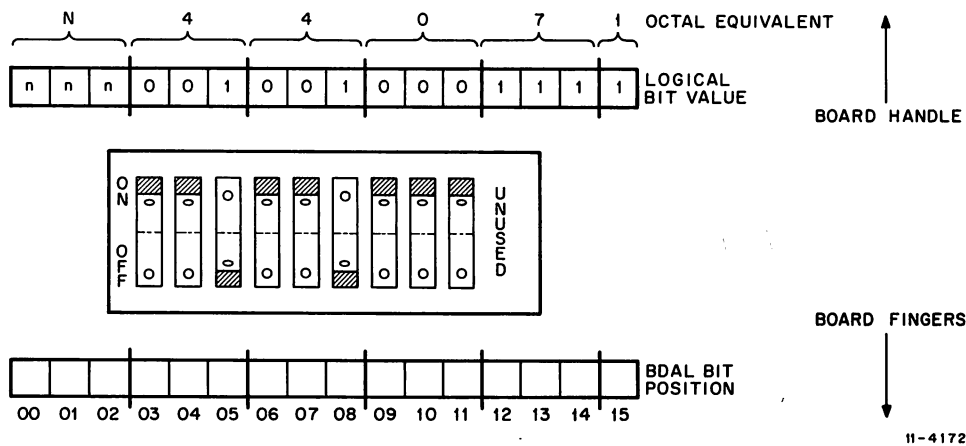 N 4 4 0 7 1 OCTAL EQUIVALENT
n n n 0 0 1 0 0 1 0 0 0 1 1 1 1 LOGICAL
BIT VALUE
BOARD HANDLE
ON
OFF
UNUSED
BOARD FINGERS
BDAL BIT
POSITION
00 01 02 03 04 05 06 07 08 09 10 11 12 13 14 15
11-4172